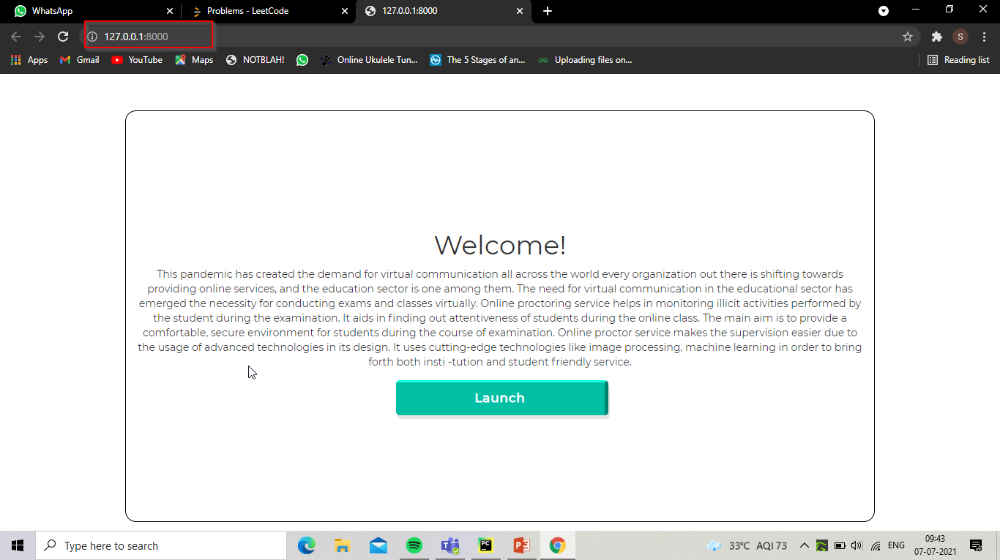 WhatsApp
Problems - LeetCode
127.0.0.1:8000
127.0.0.1:8000
S
Apps
Gmail
YouTube
Maps
NOTBLAH!
Online Ukulele Tun...
The 5 Stages of an...
Uploading files on...
Reading list
Welcome!
This pandemic has created the demand for virtual communication all across the world every organization out there is shifting towards
providing online services, and the education sector is one among them. The need for virtual communication in the educational sector has
emerged the necessity for conducting exams and classes virtually. Online proctoring service helps in monitoring illicit activities performed by
the student during the examination. It aids in finding out attentiveness of students during the online class. The main aim is to provide a
comfortable, secure environment for students during the course of examination. Online proctor service makes the supervision easier due to
the usage of advanced technologies in its design. It uses cutting-edge technologies like image processing, machine learning in order to bring
forth both insti -tution and student friendly service.
Launch
Type here to search
PC
33°C AQI 73
ENG
09:43
07-07-2021